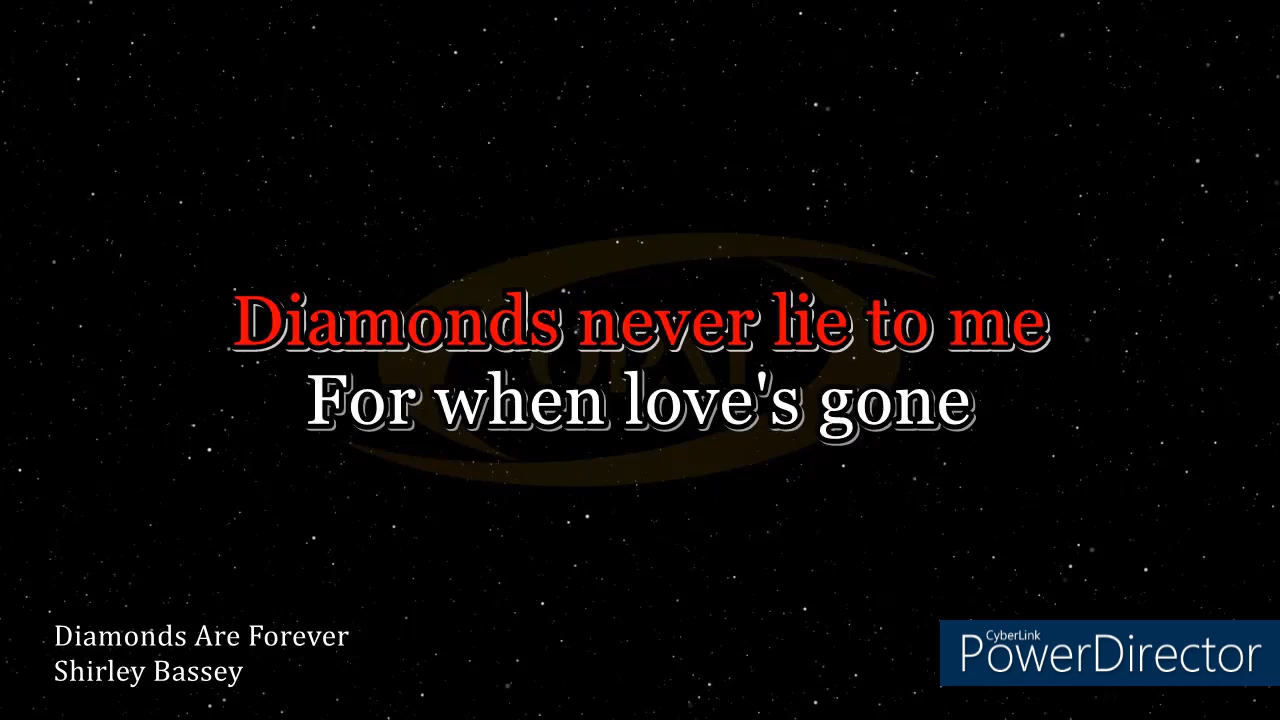 Diamonds never lie to me
For when love's gone
Diamonds Are Forever
Shirley Bassey
CyberLink
PowerDirector